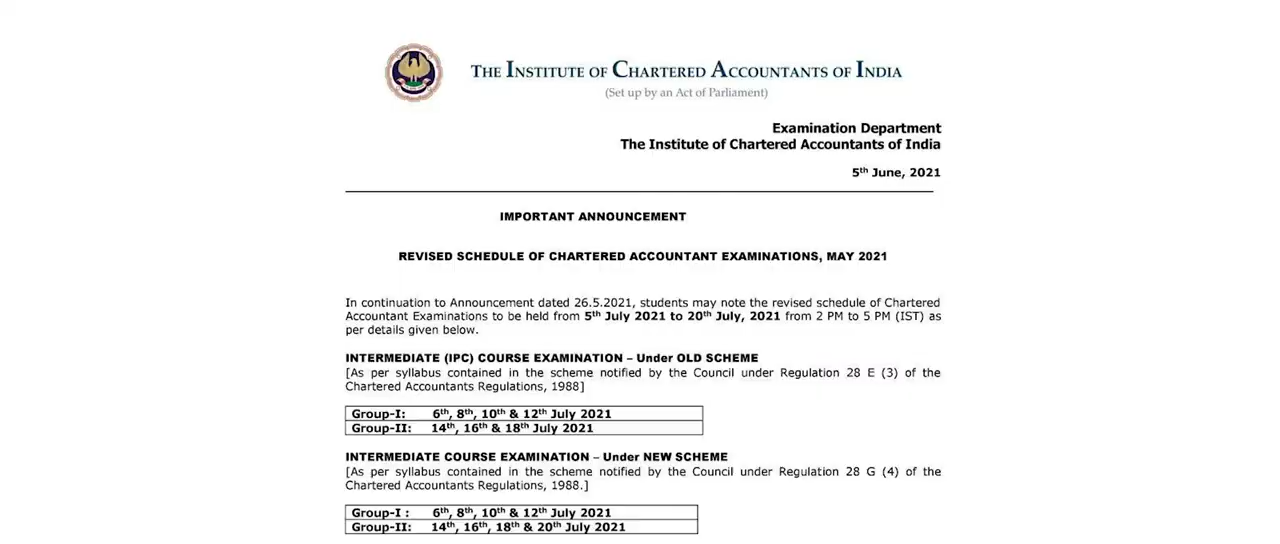 THE INSTITUTE OF CHARTERED ACCOUNTANTS OF INDIA
(Set up by an Act of Parliament)
Examination Department
The Institute of Chartered Accountants of India
5th June, 2021
IMPORTANT ANNOUNCEMENT
REVISED SCHEDULE OF CHARTERED ACCOUNTANT EXAMINATIONS, MAY 2021
In continuation to Announcement dated 26.5.2021, students may note the revised schedule of Chartered
Accountant Examinations to be held from 5th July 2021 to 20th July, 2021 from 2 PM to 5 PM (IST) as
per details given below.
INTERMEDIATE (IPC) COURSE EXAMINATION – Under OLD SCHEME
[As per syllabus contained in the scheme notified by the Council under Regulation 28 E (3) of the
Chartered Accountants Regulations, 1988]
Group-I: 6th, 8th, 10th & 12th July 2021
Group-II: 14th, 16th & 18th July 2021
INTERMEDIATE COURSE EXAMINATION – Under NEW SCHEME
[As per syllabus contained in the scheme notified by the Council under Regulation 28 G (4) of the
Chartered Accountants Regulations, 1988.]
Group-I : 6th, 8th, 10th & 12th July 2021
Group-II: 14th, 16th, 18th & 20th July 2021